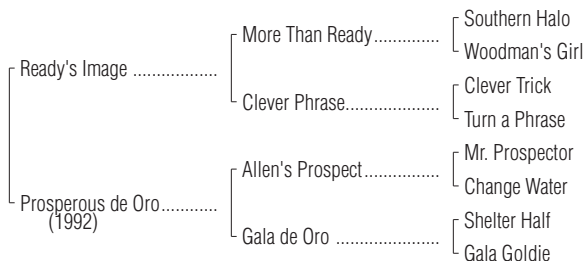 Southern Halo
More Than Ready...............
Woodman's Girl
Ready's Image .................
Clever Trick
Clever Phrase....................
Turn a Phrase
Mr. Prospector
Allen's Prospect................
Change Water
Prosperous de Oro............
(1992)
Shelter Half
Gala de Oro ......................
Gala Goldie